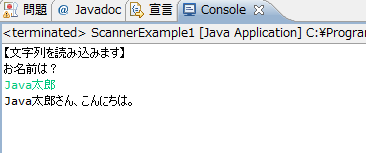 問題 @ Javadoc 宣言 Console
<terminated> ScannerExample1 [Java Application] C:¥Progra
【文字列を読み込みます】
お名前は？
Java太郎
Java太郎さん、こんにちは。